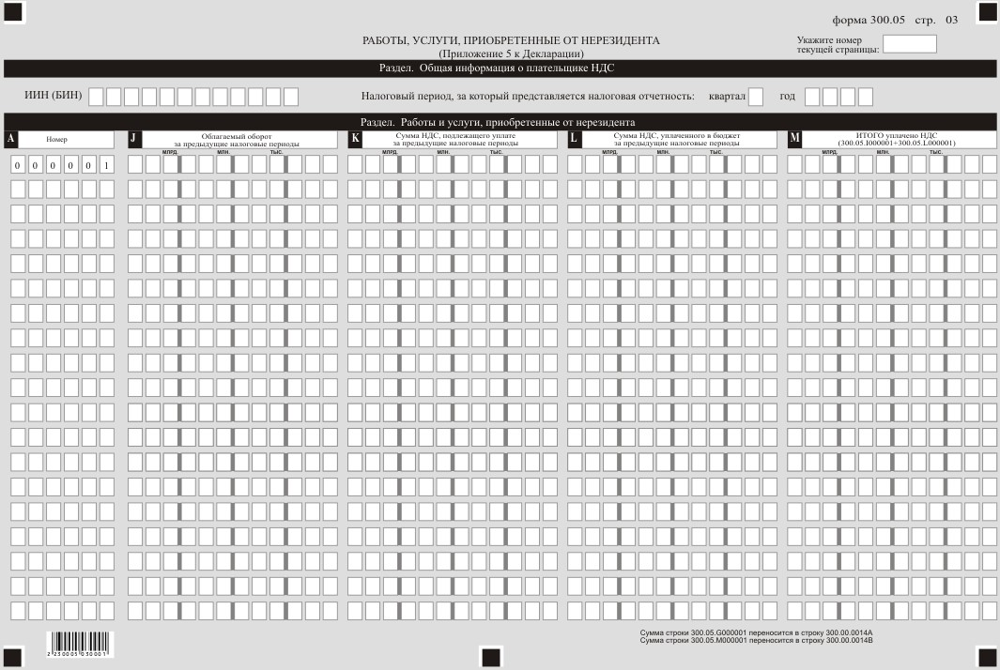 форма 300.05 стр. 03
РАБОТЫ, УСЛУГИ, ПРИОБРЕТЕННЫЕ ОТ НЕРЕЗИДЕНТА
(Приложение 5 к Декларации)
Укажите номер
текущей страницы:
Раздел. Общая информация о плательщике НДС
ИИН (БИН)
Налоговый период, за который представляется налоговая отчетность: квартал год
Раздел. Работы и услуги, приобретенные от нерезидента
A Номер
J Облагаемый оборот
за предыдущие налоговые периоды
K Сумма НДС, подлежащего уплате
за предыдущие налоговые периоды
L Сумма НДС, уплаченного в бюджет
за предыдущие налоговые периоды
M ИТОГО уплачено НДС
(300.05.I000001+300.05.L000001)
МЛРД. МЛН. ТЫС. МЛРД. МЛН. ТЫС. МЛРД. МЛН. ТЫС. МЛРД. МЛН. ТЫС.
0 0 0 0 0 1
Сумма строки 300.05.G000001 переносится в строку 300.00.0014A
Сумма строки 300.05.M000001 переносится в строку 300.00.0014B
2 230005 030001